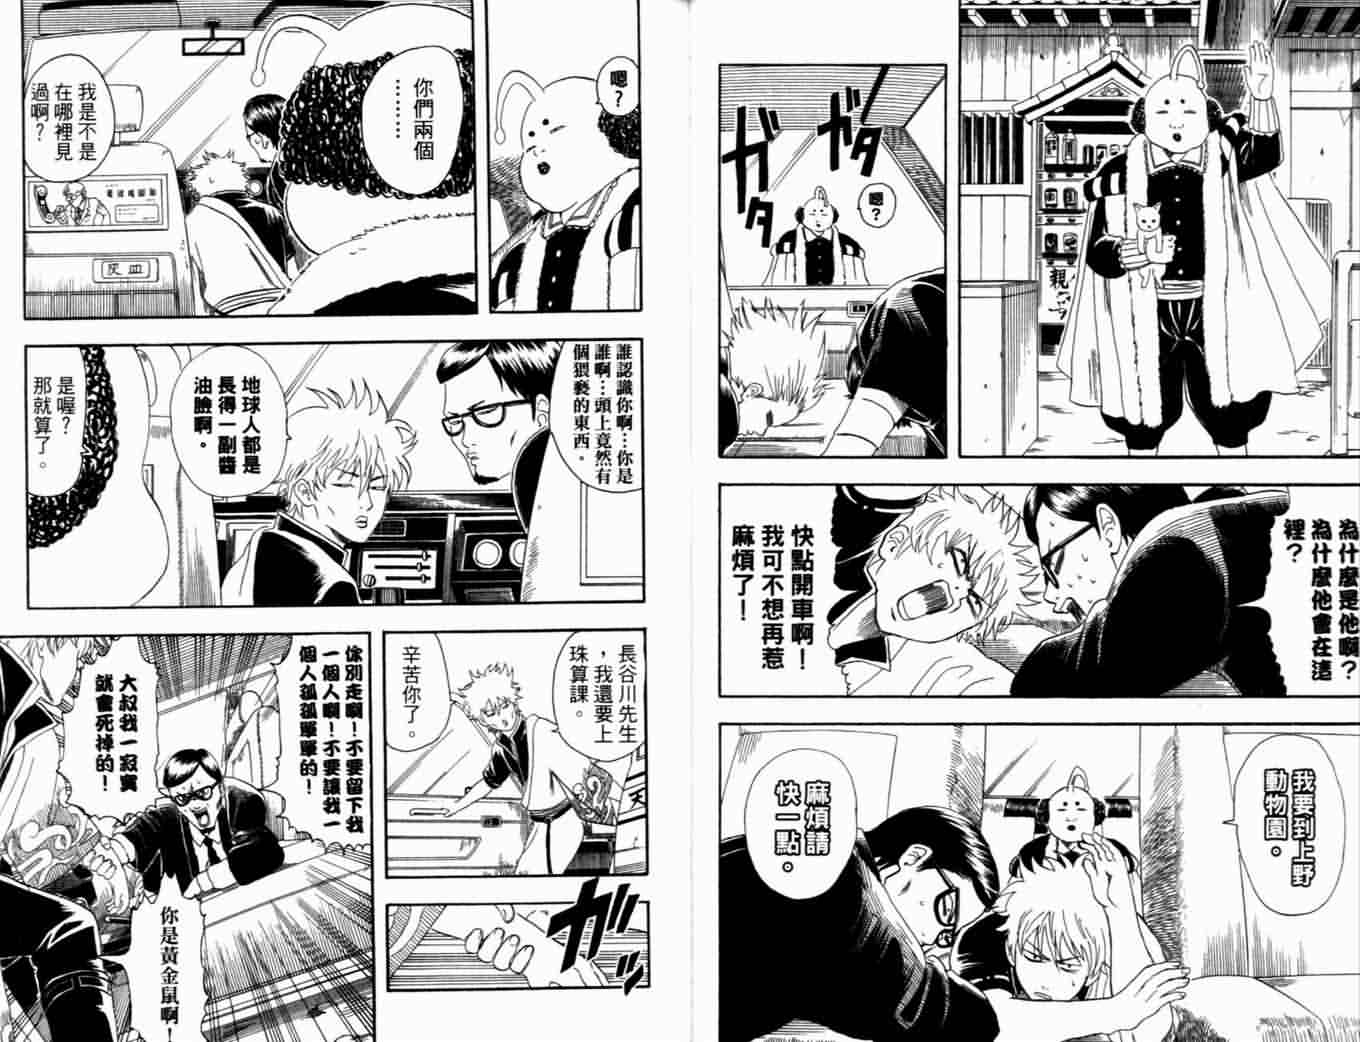 親
ガタ
ガタ
嗯?
為什麼是他啊?
為什麼他會在這
裡?
快點開車啊!
我可不想再惹
麻煩了!
我要到上野
動物園。
麻煩請
快一點。
嗯?
你們兩個
………
我是不是
在哪裡見
過啊?
灰皿
誰認識你啊…你是
誰啊…頭上竟然有
個猥褻的東西。
地球人都是
長得一副醬
油臉啊。
是喔?
那就算了。
長谷川先生
，我還要上
珠算課。
辛苦你了。
天
ガッ
你別走啊!不要留下我
一個人啊!不要讓我一
個人孤孤單單的!
大叔我一寂寞
就會死掉的!
你是黃金鼠啊!